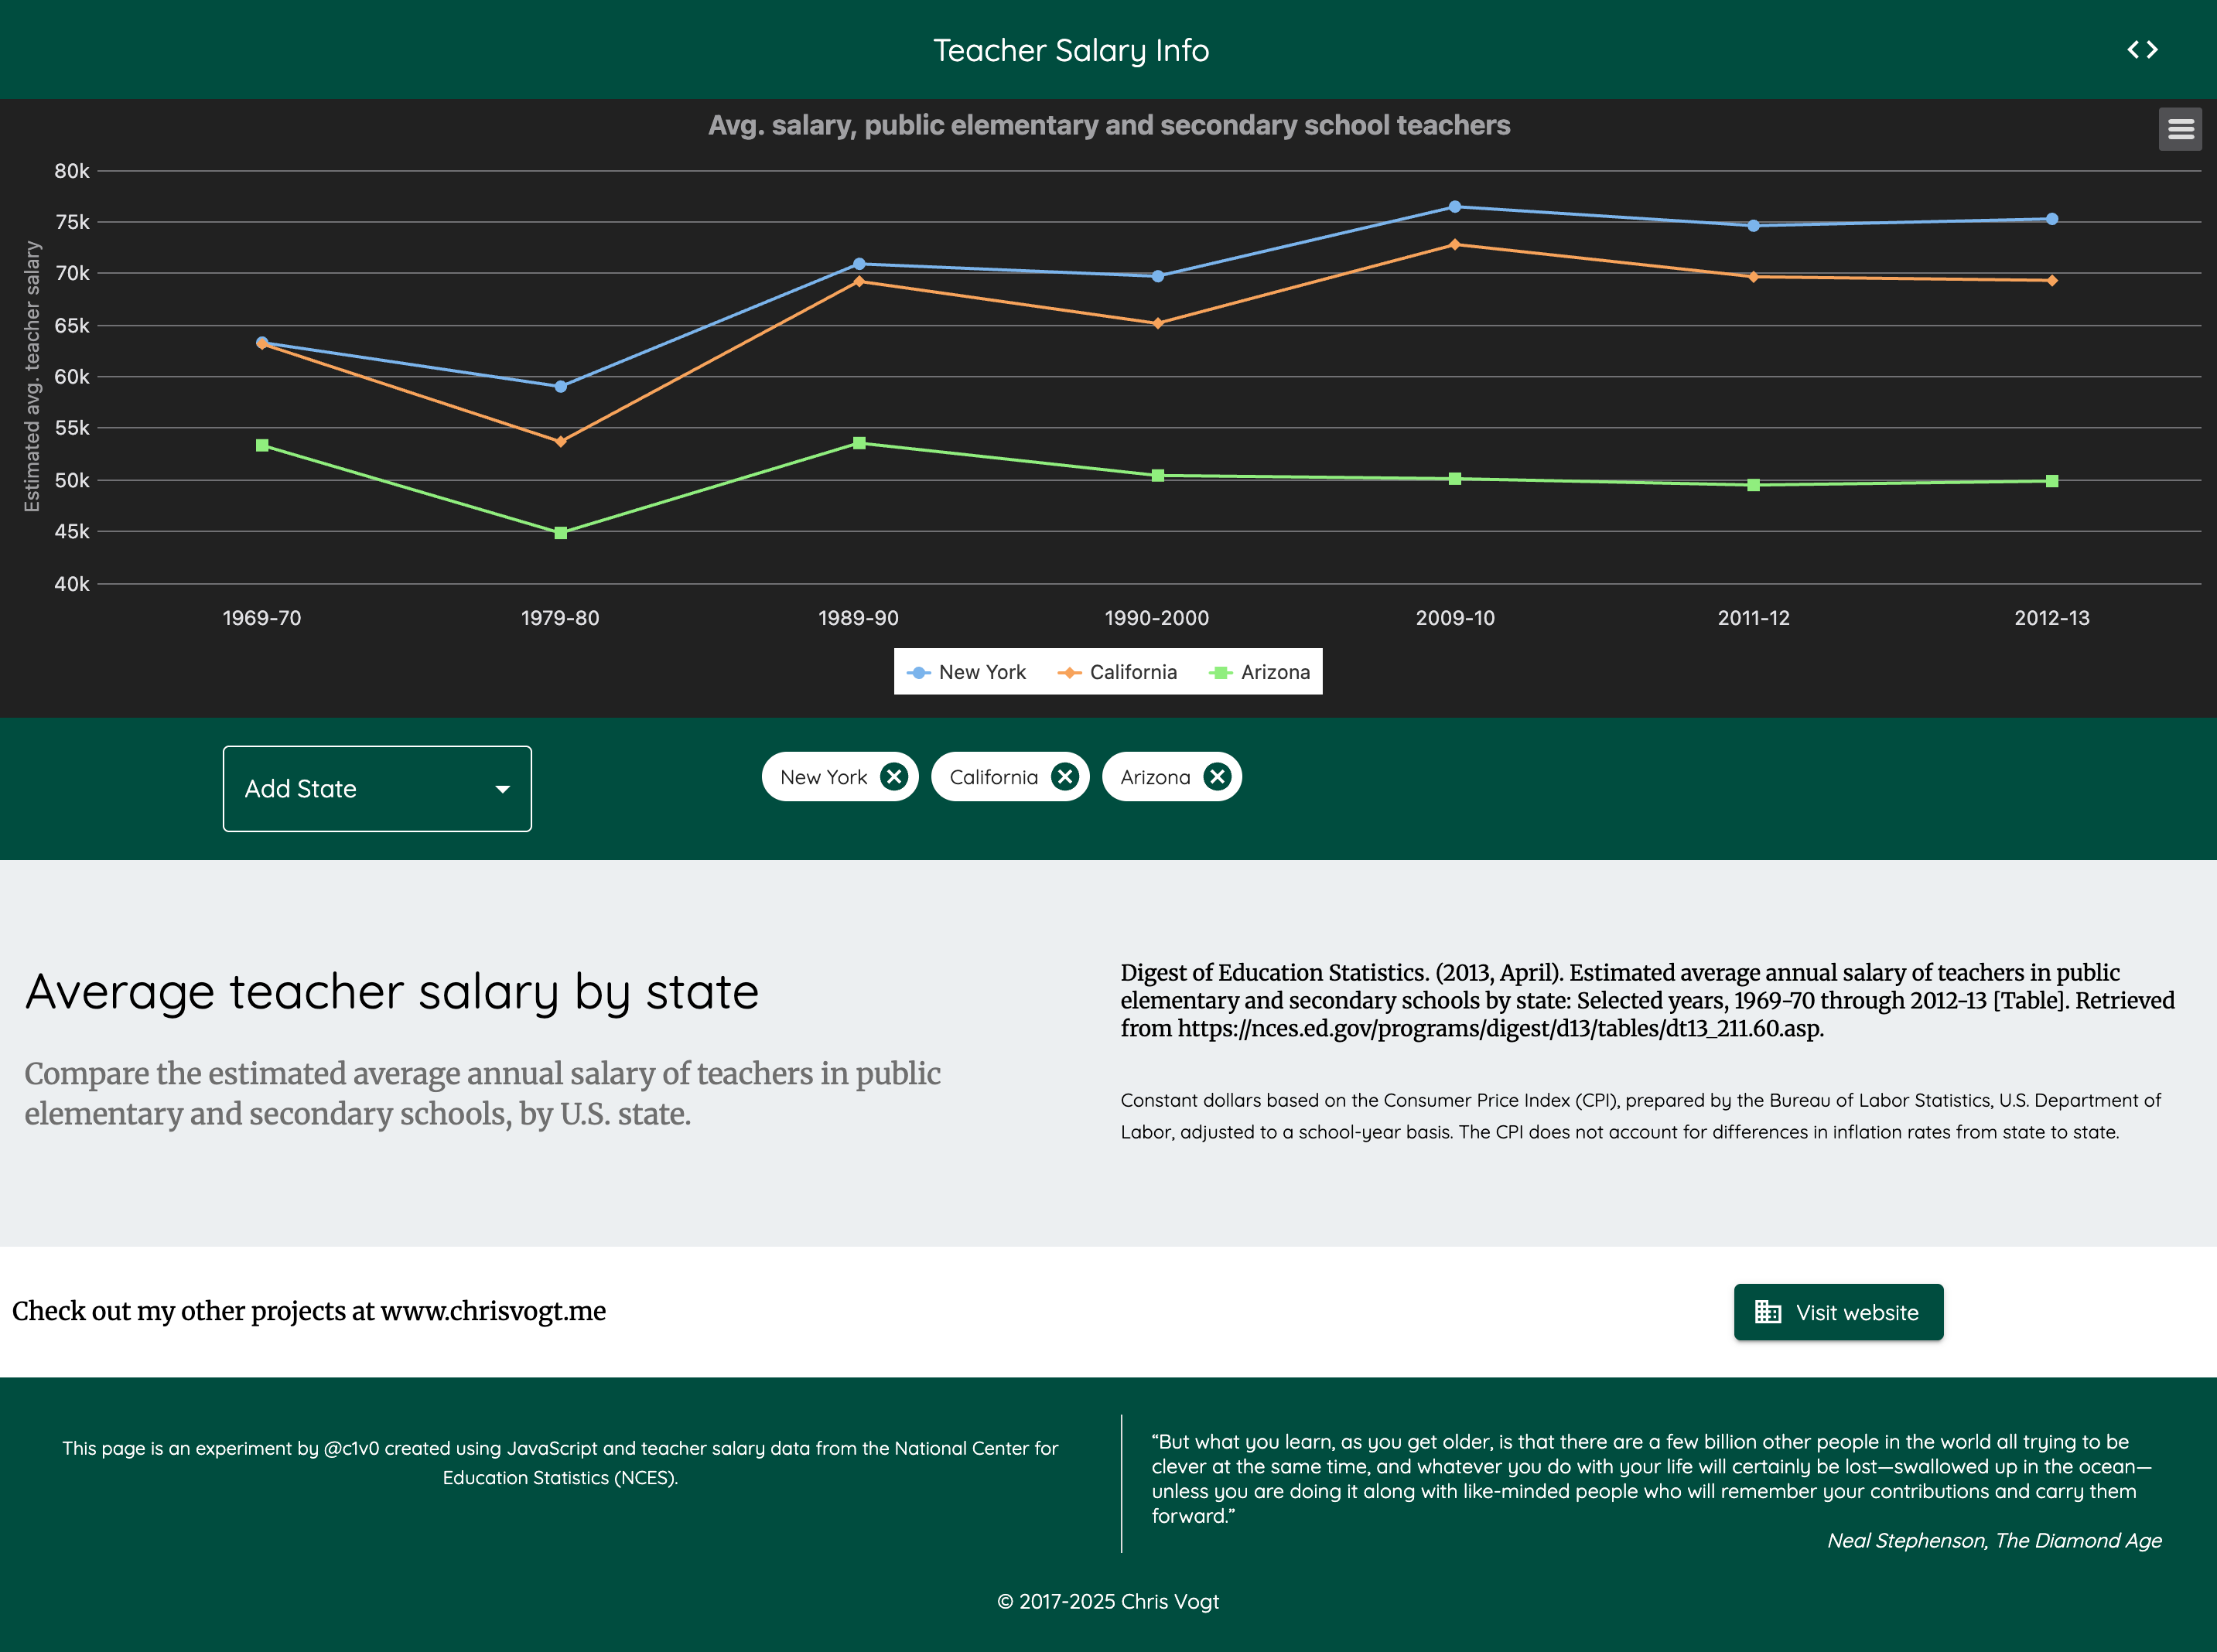 Teacher Salary Info
Avg. salary, public elementary and secondary school teachers
Estimated avg. teacher salary
80k
75k
70k
65k
60k
55k
50k
45k
40k
1969-70
1979-80
1989-90
1990-2000
2009-10
2011-12
2012-13
New York
California
Arizona
Add State
New York
California
Arizona
Average teacher salary by state
Compare the estimated average annual salary of teachers in public
elementary and secondary schools, by U.S. state.
Digest of Education Statistics. (2013, April). Estimated average annual salary of teachers in public
elementary and secondary schools by state: Selected years, 1969-70 through 2012-13 [Table]. Retrieved
from https://nces.ed.gov/programs/digest/d13/tables/dt13_211.60.asp.
Constant dollars based on the Consumer Price Index (CPI), prepared by the Bureau of Labor Statistics, U.S. Department of
Labor, adjusted to a school-year basis. The CPI does not account for differences in inflation rates from state to state.
Check out my other projects at www.chrisvogt.me
Visit website
This page is an experiment by @c1v0 created using JavaScript and teacher salary data from the National Center for
Education Statistics (NCES).
“But what you learn, as you get older, is that there are a few billion other people in the world all trying to be
clever at the same time, and whatever you do with your life will certainly be lost—swallowed up in the ocean—
unless you are doing it along with like-minded people who will remember your contributions and carry them
forward.”
Neal Stephenson, The Diamond Age
© 2017-2025 Chris Vogt